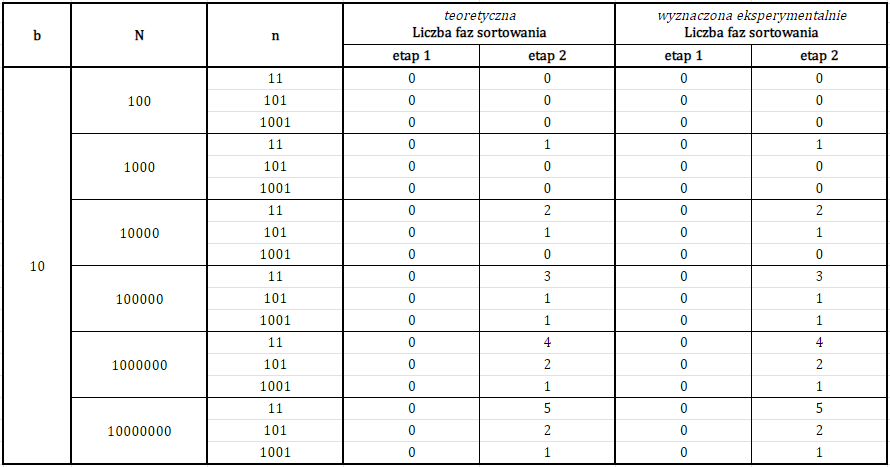 b N n teoretyczna wyznaczona eksperymentalnie
Liczba faz sortowania Liczba faz sortowania
etap 1 etap 2 etap 1 etap 2
10 100 11 0 0 0 0
101 0 0 0 0
1001 0 0 0 0
1000 11 0 1 0 1
101 0 0 0 0
1001 0 0 0 0
10000 11 0 2 0 2
101 0 1 0 1
1001 0 0 0 0
100000 11 0 3 0 3
101 0 1 0 1
1001 0 1 0 1
1000000 11 0 4 0 4
101 0 2 0 2
1001 0 1 0 1
10000000 11 0 5 0 5
101 0 2 0 2
1001 0 1 0 1